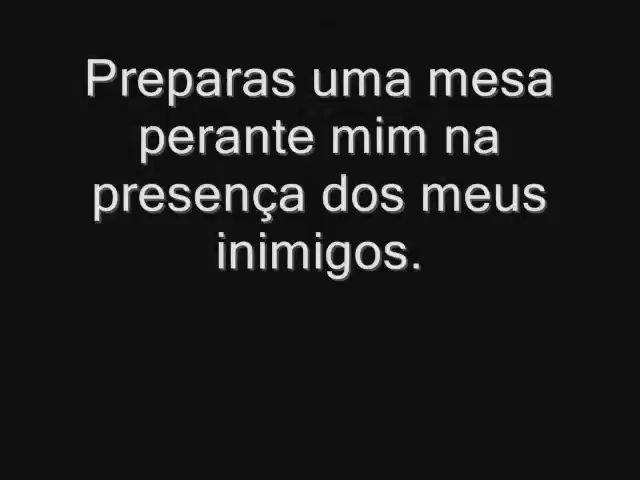 Preparas uma mesa
perante mim na
presença dos meus
inimigos.